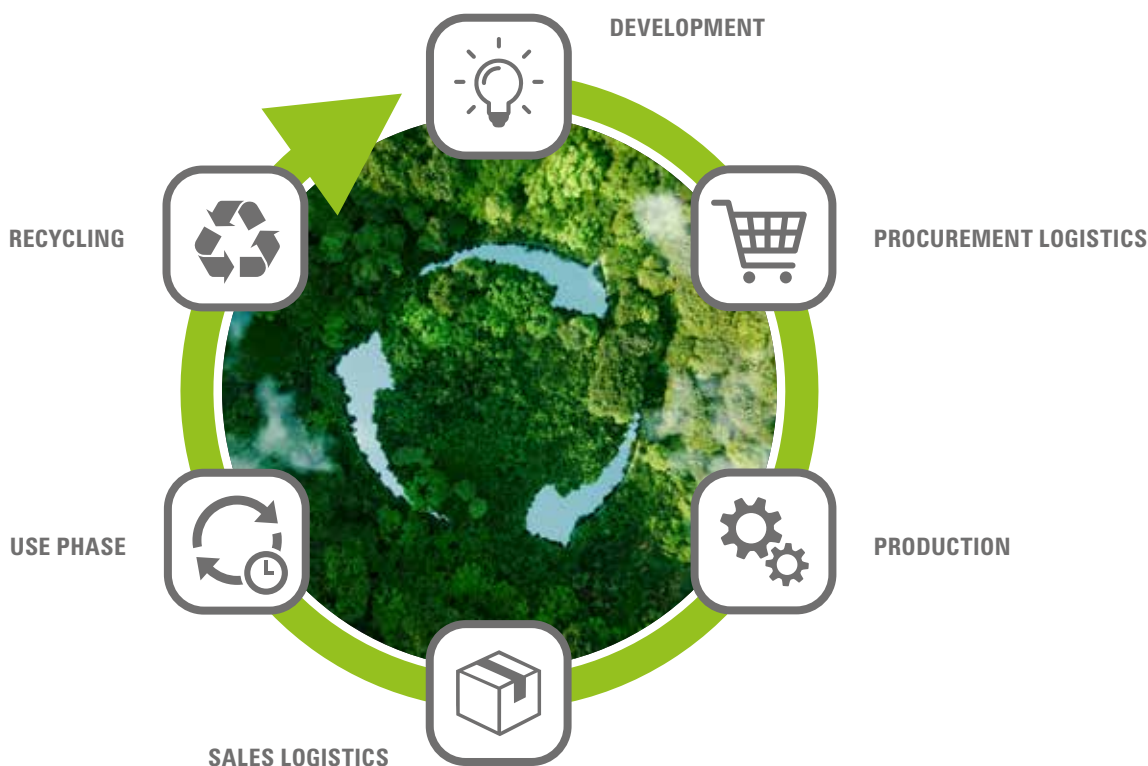 DEVELOPMENT
PROCUREMENT LOGISTICS
PRODUCTION
SALES LOGISTICS
USE PHASE
RECYCLING